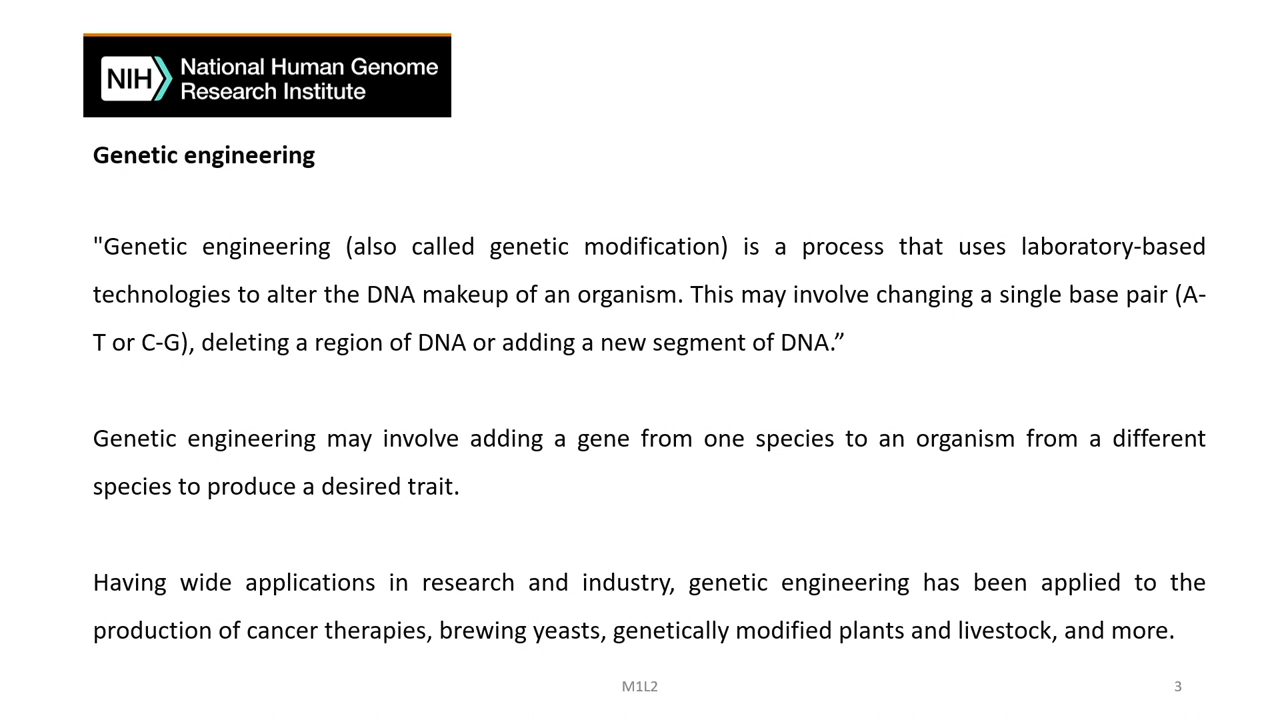 NIH National Human Genome
Research Institute
Genetic engineering
"Genetic engineering (also called genetic modification) is a process that uses laboratory-based
technologies to alter the DNA makeup of an organism. This may involve changing a single base pair (A-
T or C-G), deleting a region of DNA or adding a new segment of DNA.”
Genetic engineering may involve adding a gene from one species to an organism from a different
species to produce a desired trait.
Having wide applications in research and industry, genetic engineering has been applied to the
production of cancer therapies, brewing yeasts, genetically modified plants and livestock, and more.
M1L2 3